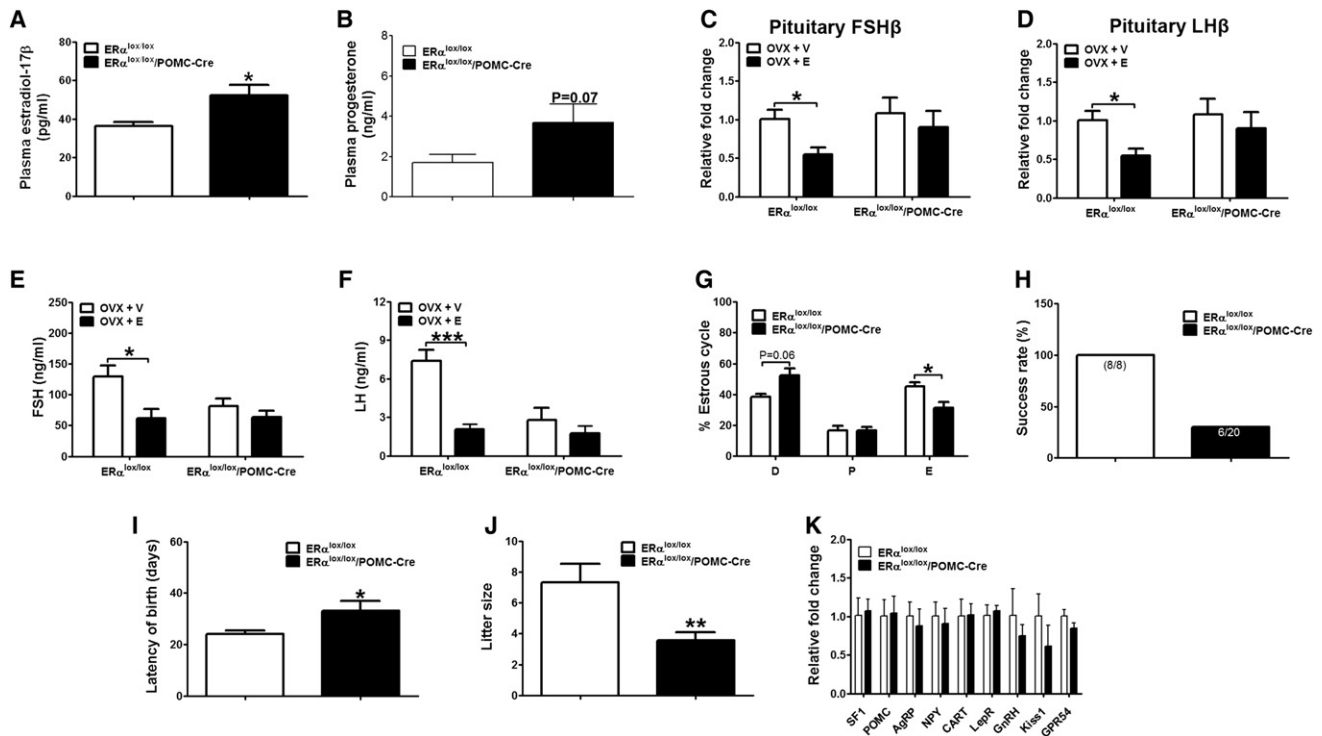 A
ERαlox/lox
ERαlox/lox/POMC-Cre
Plasma estradiol-17β
(pg/ml)
80
60
40
20
0
*
B
ERαlox/lox
ERαlox/lox/POMC-Cre
Plasma progesterone
(ng/ml)
8
6
4
2
0
P=0.07
C
Pituitary FSHβ
OVX + V
OVX + E
Relative fold change
2.0
1.5
1.0
0.5
0.0
*
ERαlox/lox
ERαlox/lox/POMC-Cre
D
Pituitary LHβ
OVX + V
OVX + E
Relative fold change
2.0
1.5
1.0
0.5
0.0
*
ERαlox/lox
ERαlox/lox/POMC-Cre
E
OVX + V
OVX + E
FSH (ng/ml)
250
200
150
100
50
0
*
ERαlox/lox
ERαlox/lox/POMC-Cre
F
OVX + V
OVX + E
LH (ng/ml)
12
9
6
3
0
***
ERαlox/lox
ERαlox/lox/POMC-Cre
G
ERαlox/lox
ERαlox/lox/POMC-Cre
% Estrous cycle
100
80
60
40
20
0
P=0.06
*
D
P
E
H
ERαlox/lox
ERαlox/lox/POMC-Cre
Success rate (%)
150
100
50
0
(8/8)
6/20
I
ERαlox/lox
ERαlox/lox/POMC-Cre
Latency of birth (days)
60
40
20
0
*
J
ERαlox/lox
ERαlox/lox/POMC-Cre
Litter size
10
8
6
4
2
0
**
K
ERαlox/lox
ERαlox/lox/POMC-Cre
Relative fold change
2.0
1.5
1.0
0.5
0.0
SF1
POMC
AgRP
NPY
CART
LepR
GnRH
Kiss1
GPR54